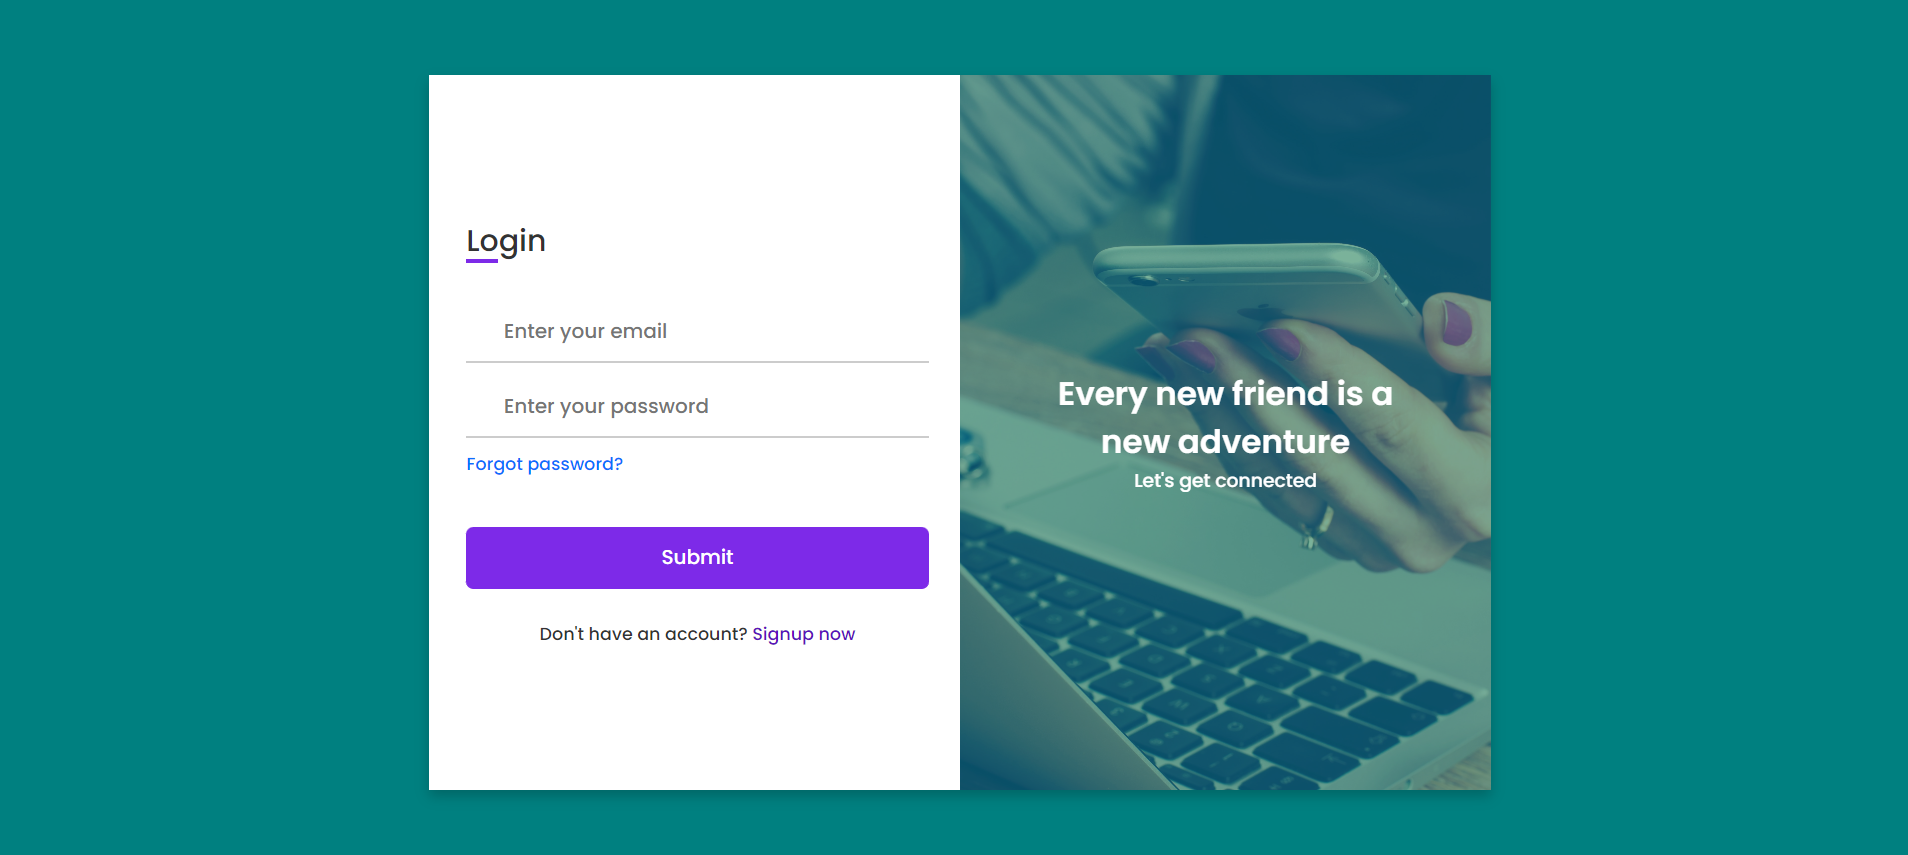 Login
Enter your email
Enter your password
Forgot password?
Submit
Don't have an account? Signup now
Every new friend is a
new adventure
Let's get connected